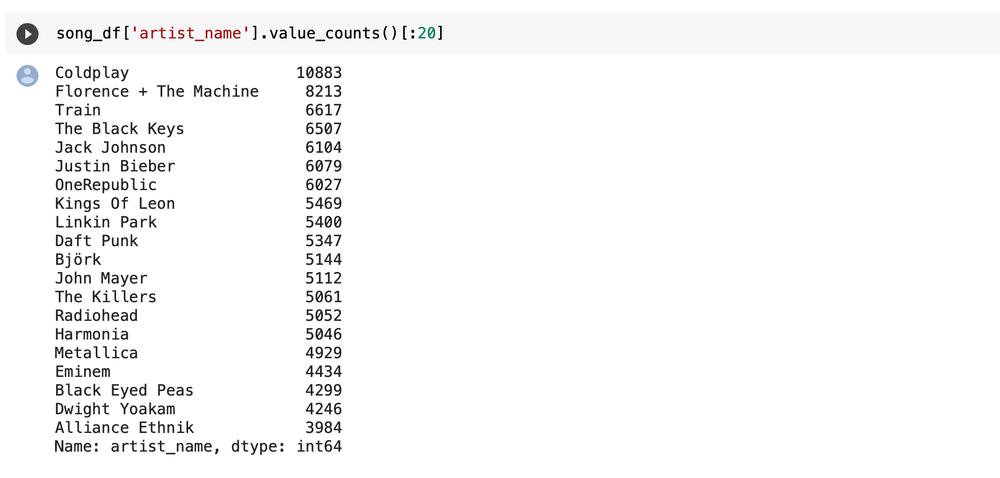 song_df['artist_name'].value_counts()[:20]
Coldplay 10883
Florence + The Machine 8213
Train 6617
The Black Keys 6507
Jack Johnson 6104
Justin Bieber 6079
OneRepublic 6027
Kings Of Leon 5469
Linkin Park 5400
Daft Punk 5347
Björk 5144
John Mayer 5112
The Killers 5061
Radiohead 5052
Harmonia 5046
Metallica 4929
Eminem 4434
Black Eyed Peas 4299
Dwight Yoakam 4246
Alliance Ethnik 3984
Name: artist_name, dtype: int64